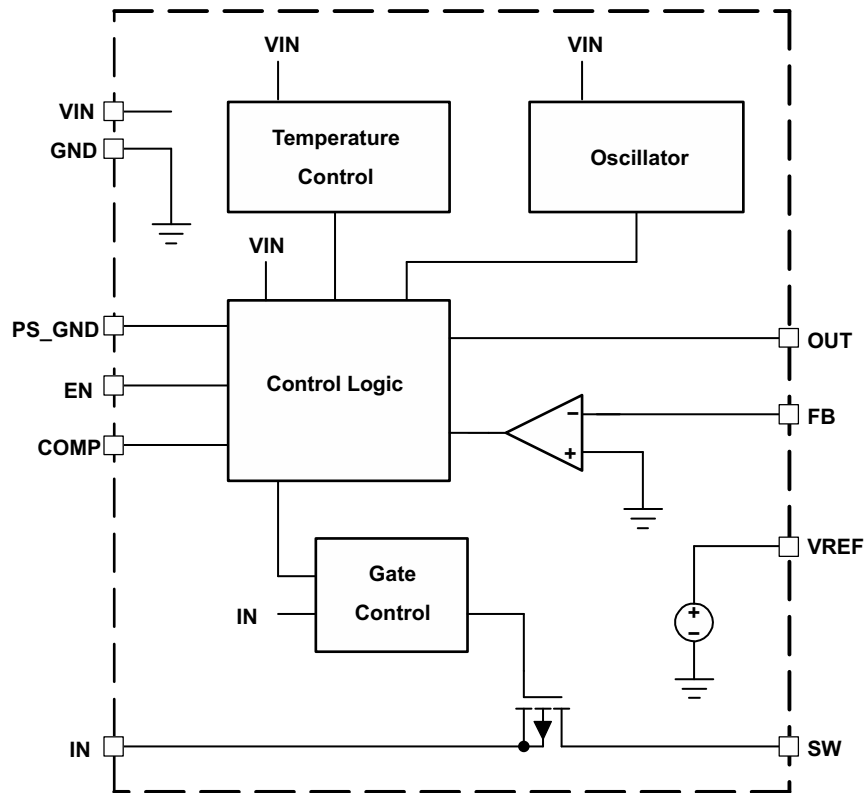 VIN
VIN
VIN
GND
Temperature
Control
Oscillator
VIN
PS_GND
EN
COMP
Control Logic
OUT
FB
−
+
VREF
Gate
Control
IN
+
−
IN
SW